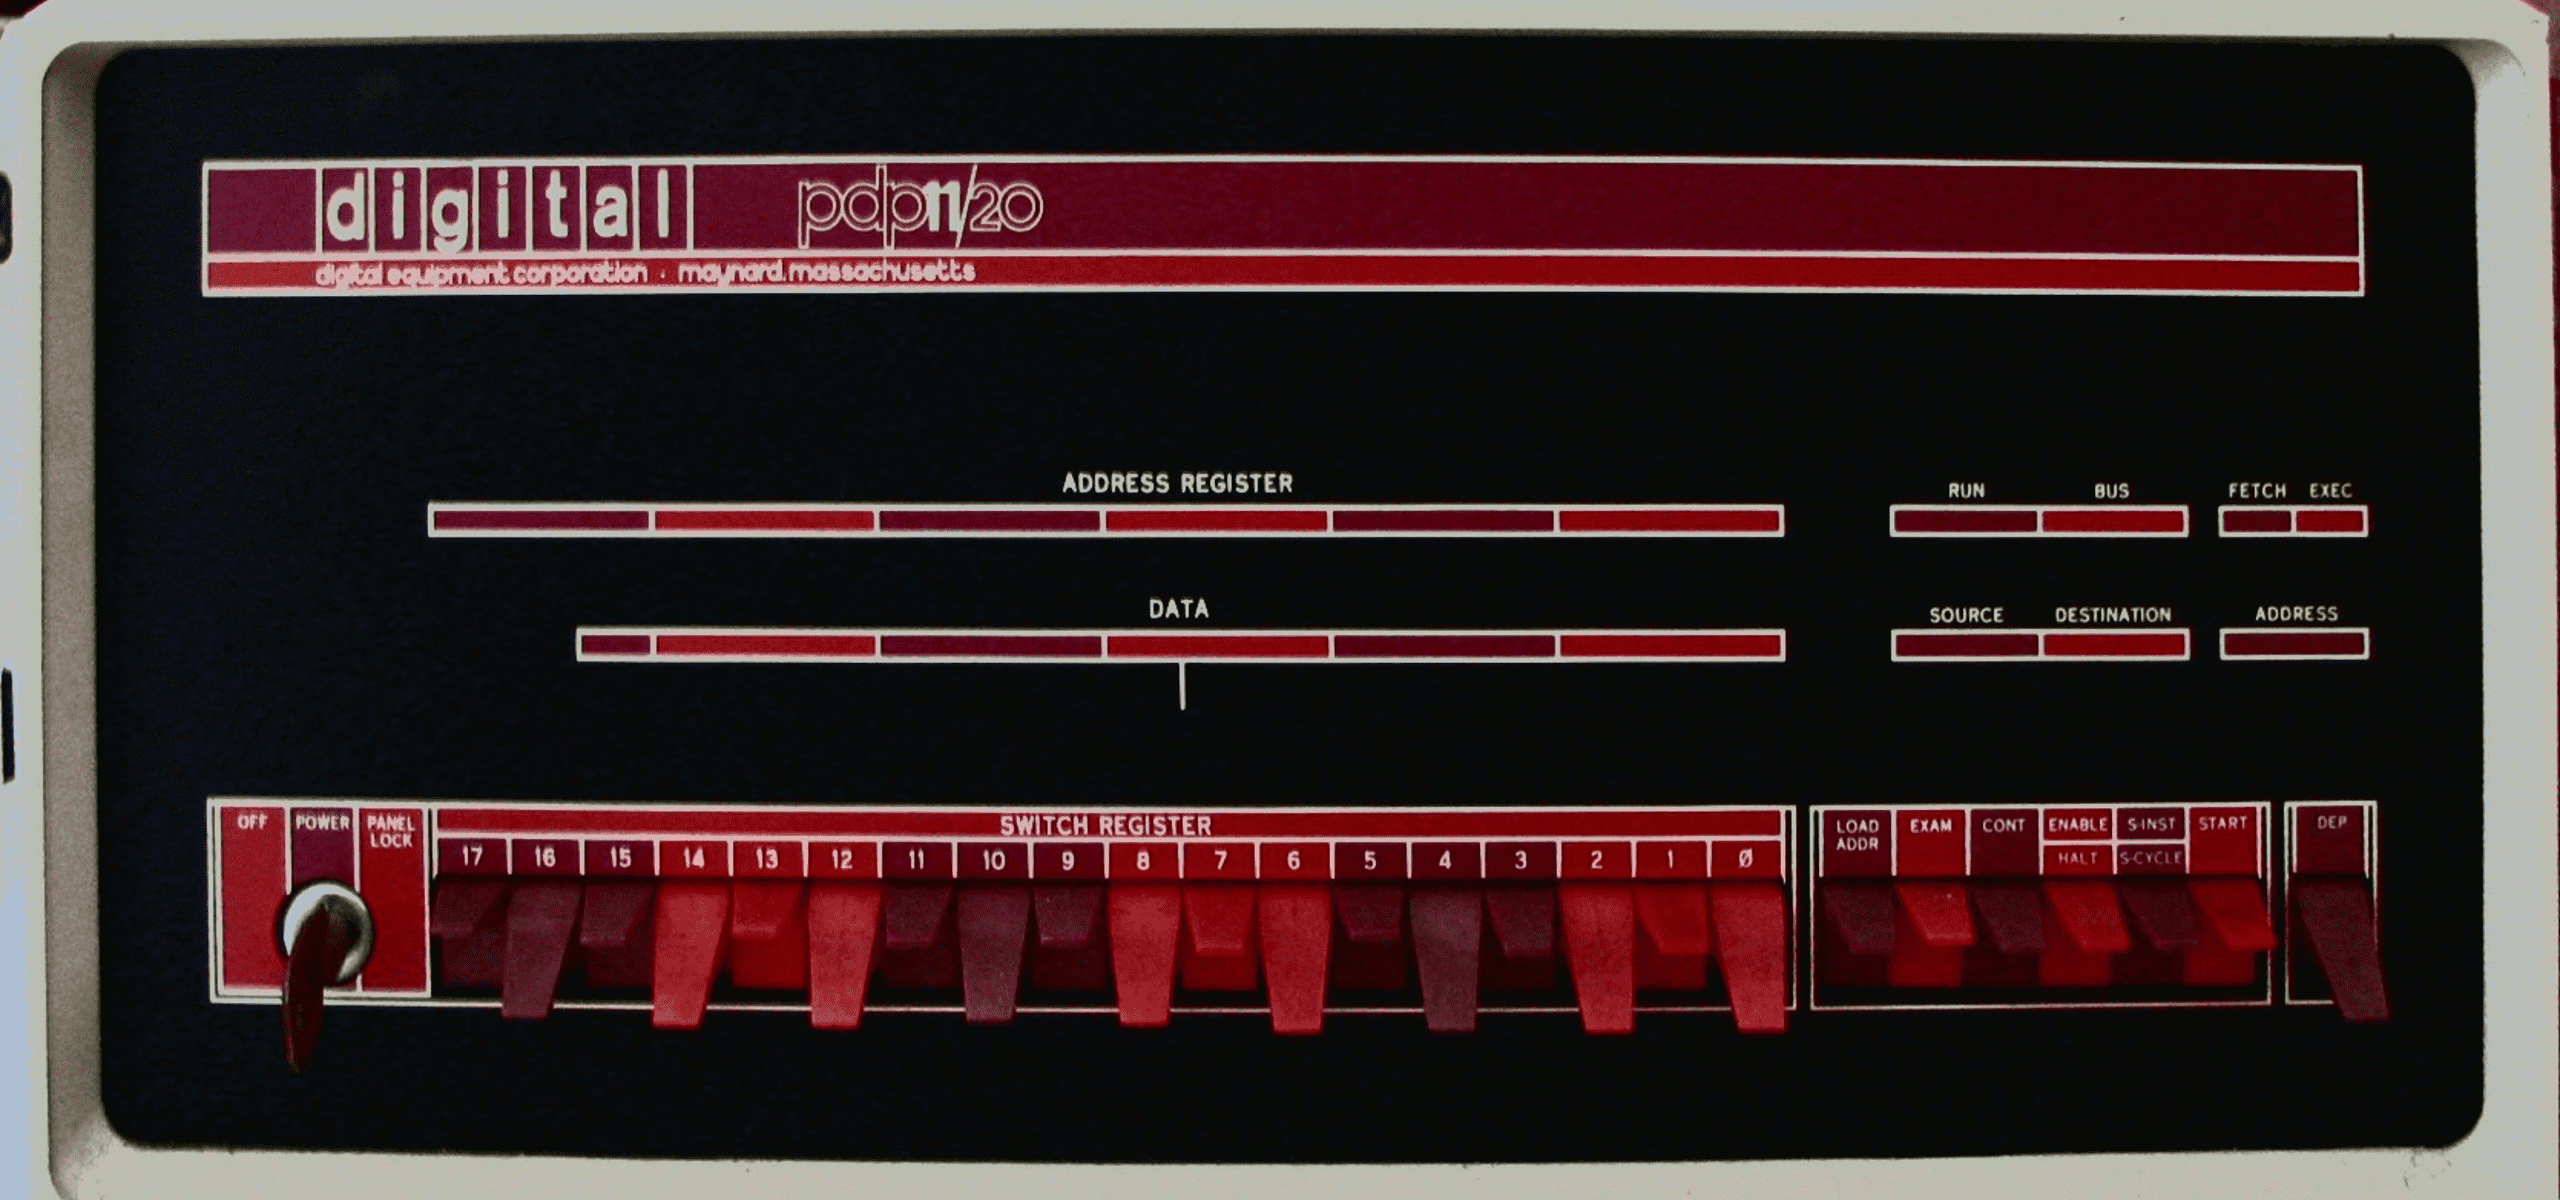 digital pdp11/20
digital equipment corporation · maynard. massachusetts
ADDRESS REGISTER
RUN BUS FETCH EXEC
DATA
SOURCE DESTINATION ADDRESS
OFF POWER PANEL LOCK
SWITCH REGISTER
17 16 15 14 13 12 11 10 9 8 7 6 5 4 3 2 1 Ø
LOAD ADDR EXAM CONT ENABLE S-INST START DEP
HALT S-CYCLE